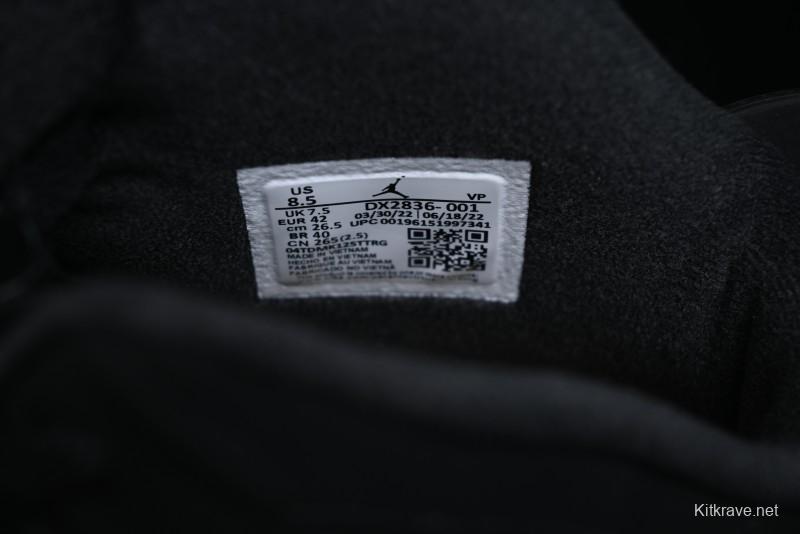 US
8.5
VP
UK 7.5
DX2836-001
EUR 42
03/30/22 | 06/18/22
cm 26.5
UPC 00196151997341
BR 40
CN 265(2.5)
04TDMK12STTRG
MADE IN VIETNAM
HECHO EN VIETNAM
FABRIQUE AU VIETNAM
FABRICADO NO VIETNÃ
Kitkrave.net